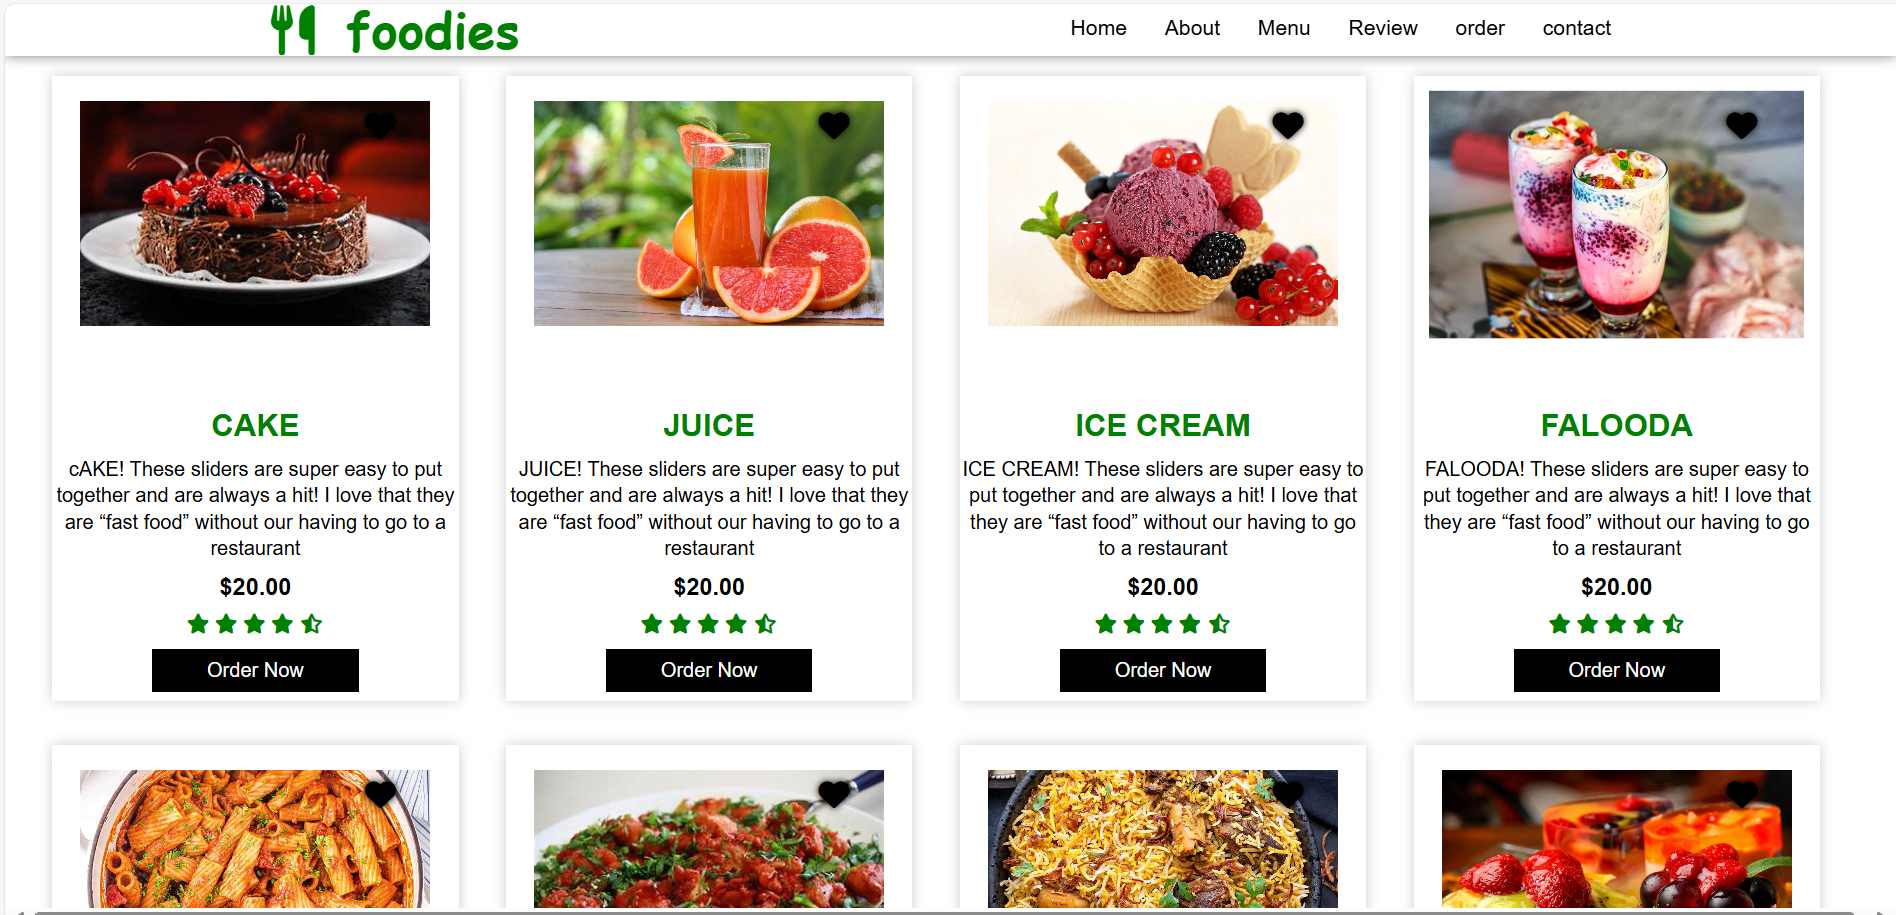 foodies
Home About Menu Review order contact
CAKE
cAKE! These sliders are super easy to put
together and are always a hit! I love that they
are “fast food” without our having to go to a
restaurant
$20.00
Order Now
JUICE
JUICE! These sliders are super easy to put
together and are always a hit! I love that they
are “fast food” without our having to go to a
restaurant
$20.00
Order Now
ICE CREAM
ICE CREAM! These sliders are super easy to
put together and are always a hit! I love that
they are “fast food” without our having to go
to a restaurant
$20.00
Order Now
FALOODA
FALOODA! These sliders are super easy to
put together and are always a hit! I love that
they are “fast food” without our having to go
to a restaurant
$20.00
Order Now